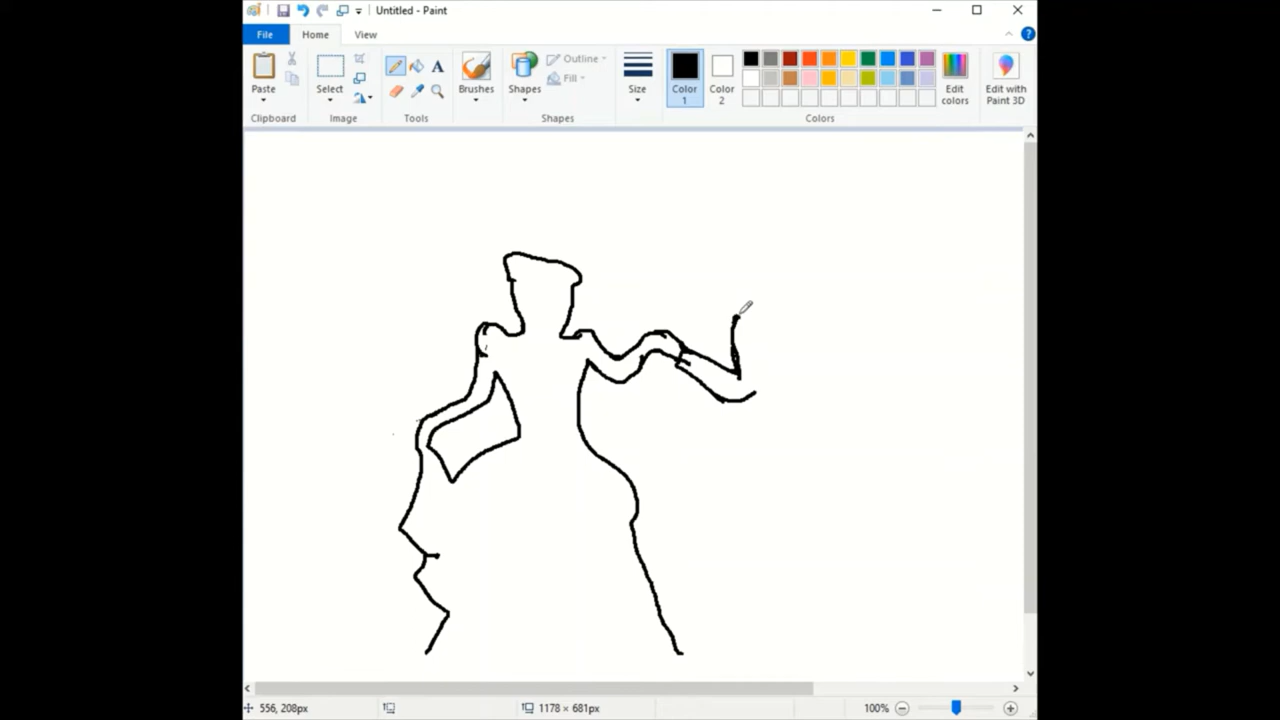 Untitled - Paint
File Home View
Paste Select Brushes Shapes Outline Fill Size Color 1 Color 2 Edit colors Edit with Paint 3D
A
Clipboard Image Tools Shapes Colors
556, 208px 1178 × 681px 100%